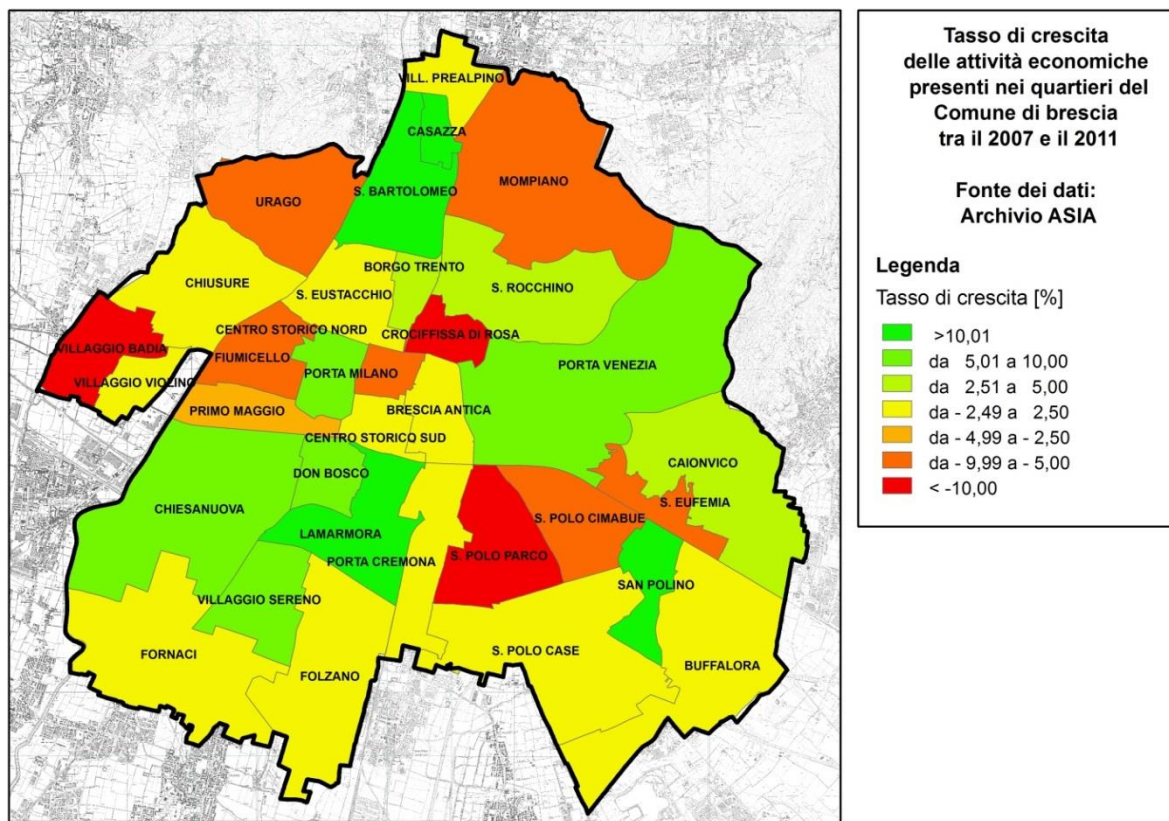 VILL. PREALPINO
CASAZZA
MOMPIANO
S. BARTOLOMEO
URAGO
BORGO TRENTO
CHIUSURE
S. ROCCHINO
S. EUSTACCHIO
CENTRO STORICO NORD
CROCIFFISSA DI ROSA
VILLAGGIO BADIA
FIUMICELLO
PORTA VENEZIA
PORTA MILANO
VILLAGGIO VIOLINO
PRIMO MAGGIO
BRESCIA ANTICA
CENTRO STORICO SUD
CAIONVICO
DON BOSCO
S. EUFEMIA
CHIESANUOVA
S. POLO CIMABUE
LAMARMORA
S. POLO PARCO
PORTA CREMONA
SAN POLINO
VILLAGGIO SERENO
S. POLO CASE
FORNACI
BUFFALORA
FOLZANO
Tasso di crescita
delle attività economiche
presenti nei quartieri del
Comune di brescia
tra il 2007 e il 2011
Fonte dei dati:
Archivio ASIA
Legenda
Tasso di crescita [%]
>10,01
da 5,01 a 10,00
da 2,51 a 5,00
da - 2,49 a 2,50
da - 4,99 a - 2,50
da - 9,99 a - 5,00
< -10,00